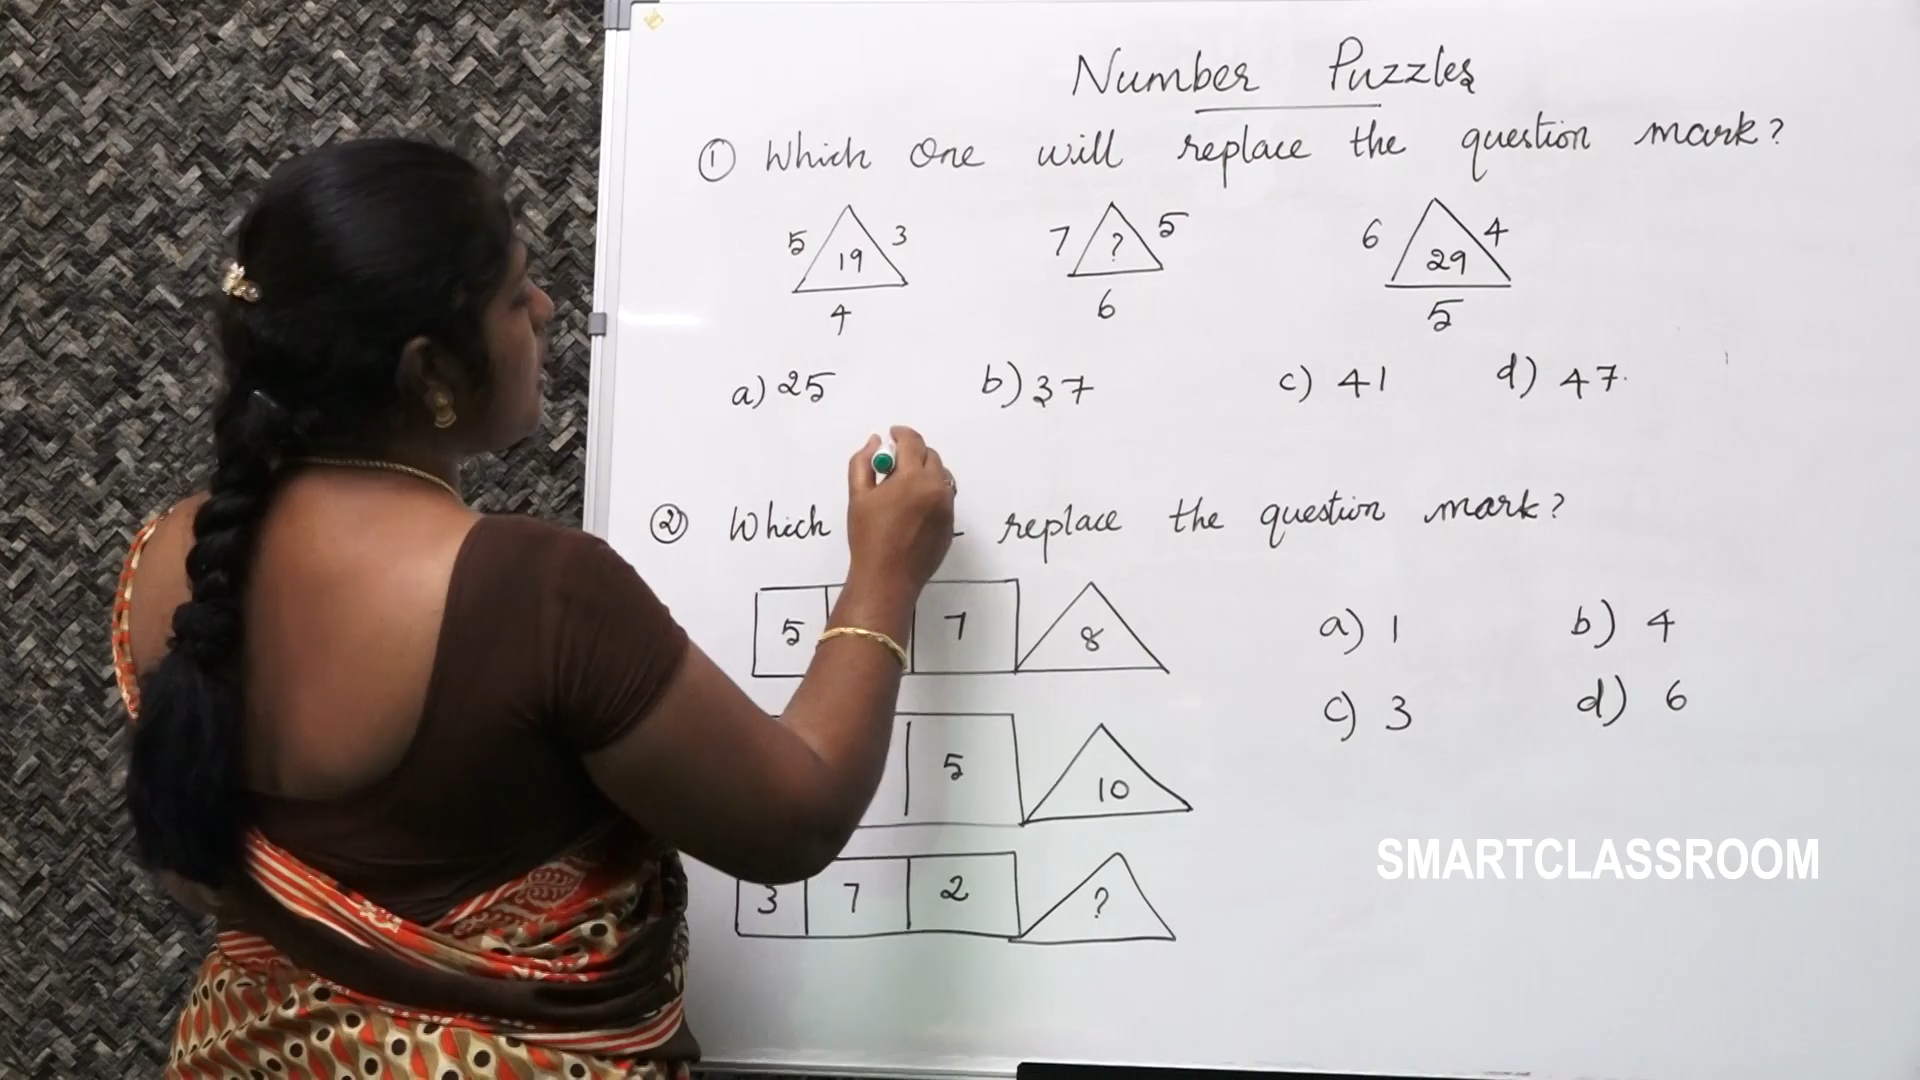 Number Puzzles
① Which one will replace the question mark?
5 19 3 7 ? 5 6 29 4
4 6 5
a) 25 b) 37 c) 41 d) 47.
② Which replace the question mark?
5 7 8 a) 1 b) 4
c) 3 d) 6
5 10
SMARTCLASSROOM
3 7 2 ?